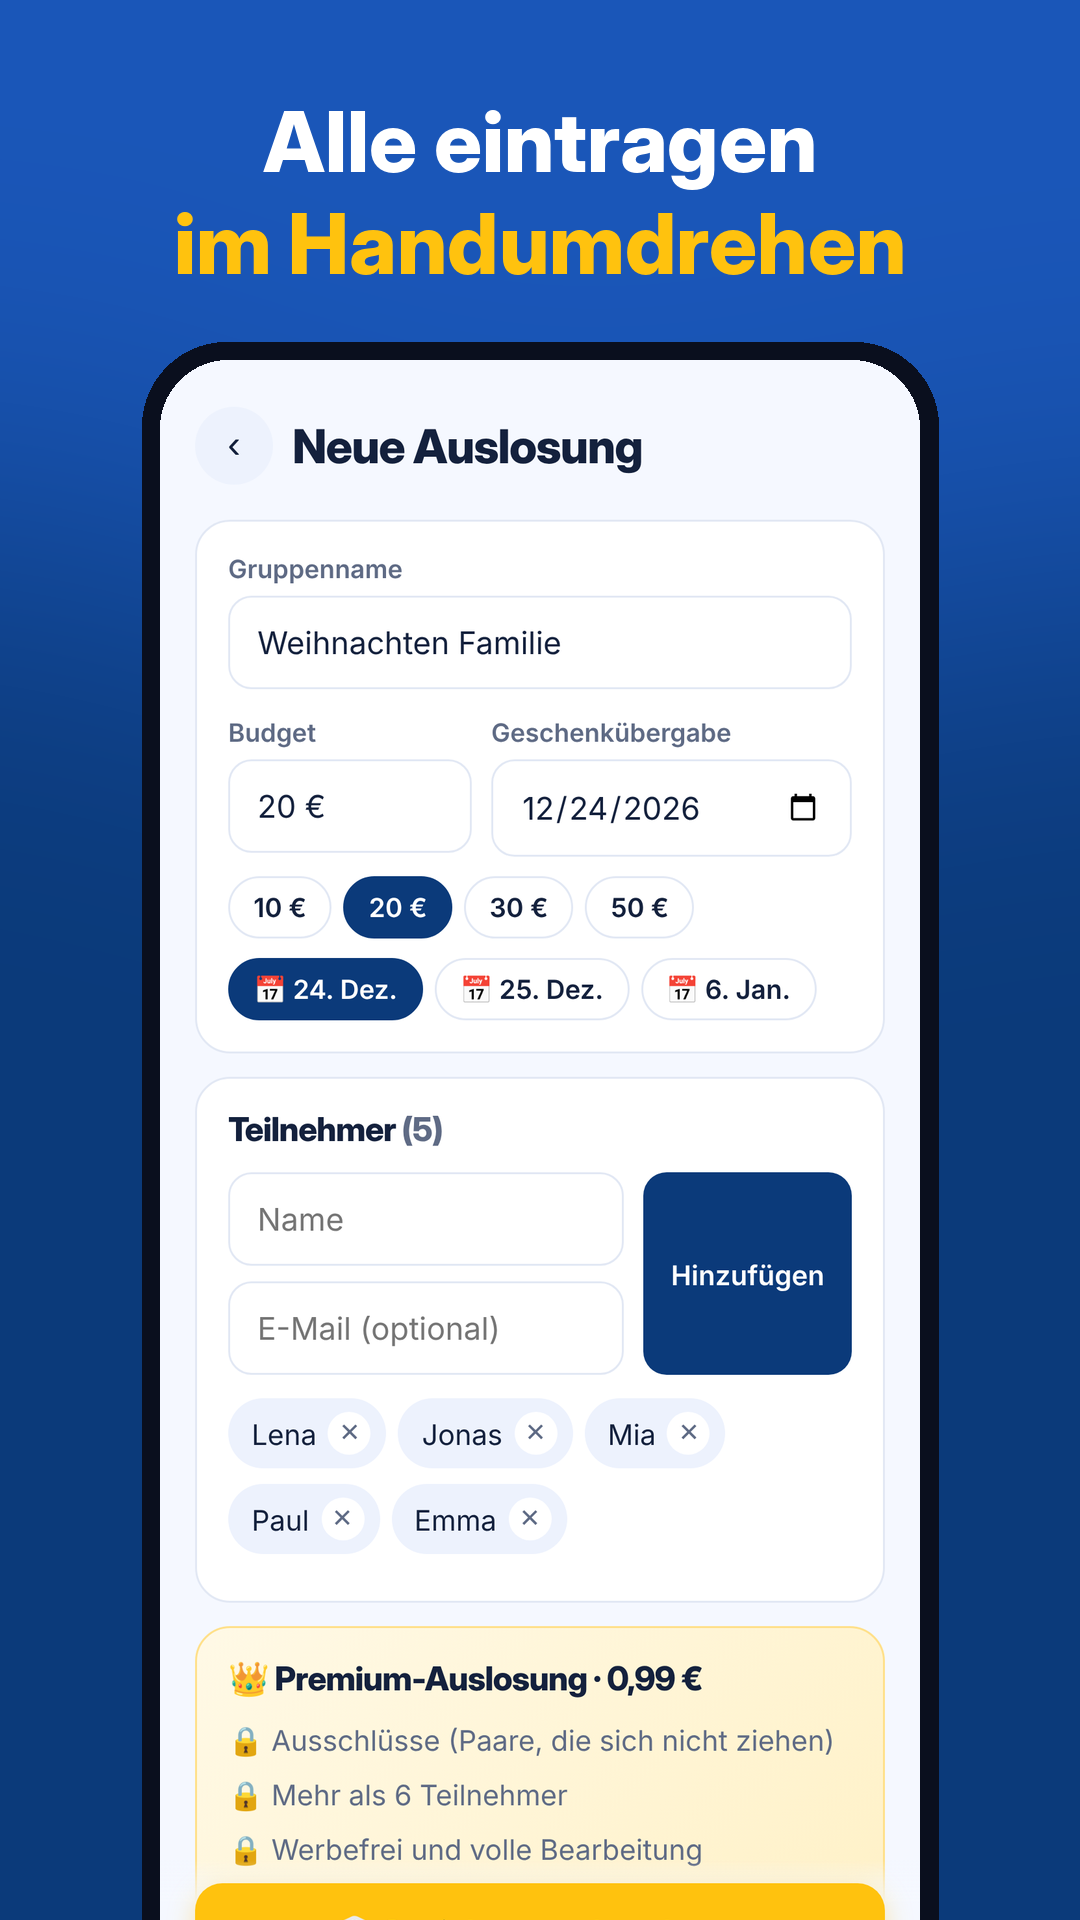 Alle eintragen
im Handumdrehen
‹ Neue Auslosung
Gruppenname
Weihnachten Familie
Budget Geschenkübergabe
20 € 12/24/2026
10 € 20 € 30 € 50 €
📅 24. Dez. 📅 25. Dez. 📅 6. Jan.
Teilnehmer (5)
Name
Hinzufügen
E-Mail (optional)
Lena ✕ Jonas ✕ Mia ✕
Paul ✕ Emma ✕
👑 Premium-Auslosung · 0,99 €
🔒 Ausschlüsse (Paare, die sich nicht ziehen)
🔒 Mehr als 6 Teilnehmer
🔒 Werbefrei und volle Bearbeitung